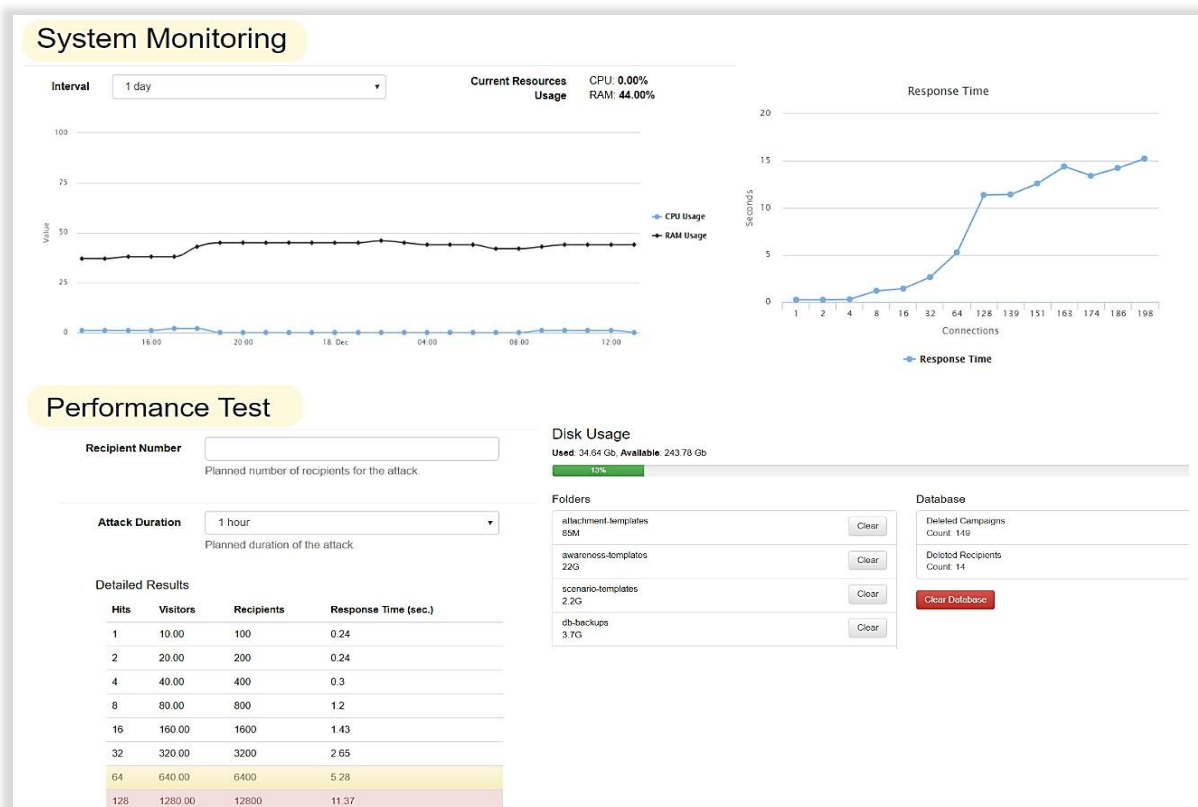 System Monitoring
Interval
1 day
Current Resources Usage
CPU: 0.00%
RAM: 44.00%
100
75
50
25
0
Value
16:00
20:00
18. Dec
04:00
08:00
12:00
CPU Usage
RAM Usage
Response Time
20
15
10
5
0
Seconds
1 2 4 8 16 32 64 128 139 151 163 174 186 198
Connections
Response Time
Performance Test
Recipient Number
Planned number of recipients for the attack.
Attack Duration
1 hour
Planned duration of the attack.
Detailed Results
Hits Visitors Recipients Response Time (sec.)
1 10.00 100 0.24
2 20.00 200 0.24
4 40.00 400 0.3
8 80.00 800 1.2
16 160.00 1600 1.43
32 320.00 3200 2.65
64 640.00 6400 5.28
128 1280.00 12800 11.37
Disk Usage
Used: 34.64 Gb, Available: 243.78 Gb
13%
Folders
attachment-templates
85M
Clear
awareness-templates
22G
Clear
scenario-templates
2.2G
Clear
db-backups
3.7G
Clear
Database
Deleted Campaigns
Count: 149
Deleted Recipients
Count: 14
Clear Database